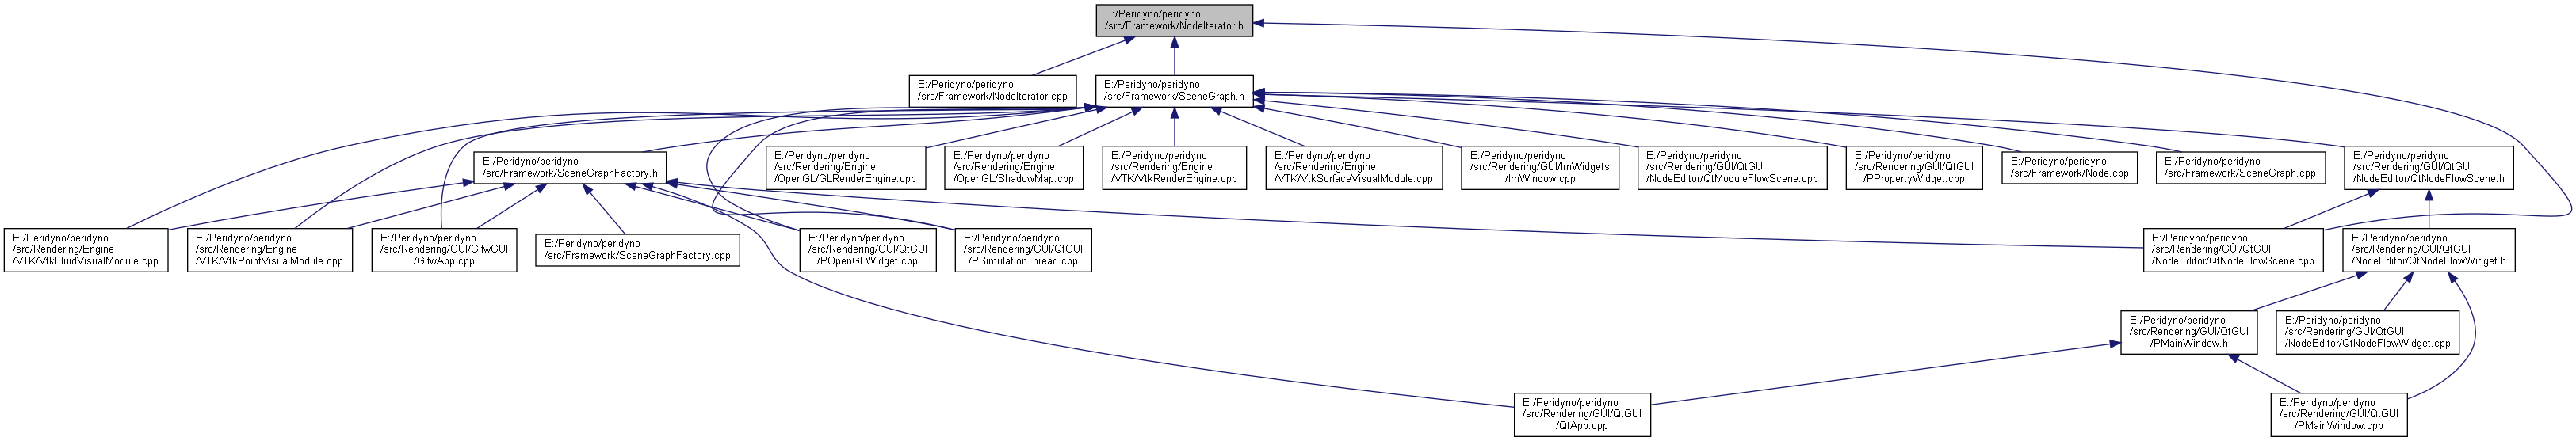 E:/Peridyno/peridyno
/src/Framework/NodeIterator.h
E:/Peridyno/peridyno
/src/Framework/NodeIterator.cpp
E:/Peridyno/peridyno
/src/Framework/SceneGraph.h
E:/Peridyno/peridyno
/src/Framework/SceneGraphFactory.h
E:/Peridyno/peridyno
/src/Rendering/Engine
/OpenGL/GLRenderEngine.cpp
E:/Peridyno/peridyno
/src/Rendering/Engine
/OpenGL/ShadowMap.cpp
E:/Peridyno/peridyno
/src/Rendering/Engine
/VTK/VtkRenderEngine.cpp
E:/Peridyno/peridyno
/src/Rendering/Engine
/VTK/VtkSurfaceVisualModule.cpp
E:/Peridyno/peridyno
/src/Rendering/GUI/ImWidgets
/ImWindow.cpp
E:/Peridyno/peridyno
/src/Rendering/GUI/QtGUI
/NodeEditor/QtModuleFlowScene.cpp
E:/Peridyno/peridyno
/src/Rendering/GUI/QtGUI
/PPropertyWidget.cpp
E:/Peridyno/peridyno
/src/Framework/Node.cpp
E:/Peridyno/peridyno
/src/Framework/SceneGraph.cpp
E:/Peridyno/peridyno
/src/Rendering/GUI/QtGUI
/NodeEditor/QtNodeFlowScene.h
E:/Peridyno/peridyno
/src/Rendering/Engine
/VTK/VtkFluidVisualModule.cpp
E:/Peridyno/peridyno
/src/Rendering/Engine
/VTK/VtkPointVisualModule.cpp
E:/Peridyno/peridyno
/src/Rendering/GUI/GlfwGUI
/GlfwApp.cpp
E:/Peridyno/peridyno
/src/Framework/SceneGraphFactory.cpp
E:/Peridyno/peridyno
/src/Rendering/GUI/QtGUI
/POpenGLWidget.cpp
E:/Peridyno/peridyno
/src/Rendering/GUI/QtGUI
/PSimulationThread.cpp
E:/Peridyno/peridyno
/src/Rendering/GUI/QtGUI
/NodeEditor/QtNodeFlowScene.cpp
E:/Peridyno/peridyno
/src/Rendering/GUI/QtGUI
/NodeEditor/QtNodeFlowWidget.h
E:/Peridyno/peridyno
/src/Rendering/GUI/QtGUI
/PMainWindow.h
E:/Peridyno/peridyno
/src/Rendering/GUI/QtGUI
/NodeEditor/QtNodeFlowWidget.cpp
E:/Peridyno/peridyno
/src/Rendering/GUI/QtGUI
/QtApp.cpp
E:/Peridyno/peridyno
/src/Rendering/GUI/QtGUI
/PMainWindow.cpp